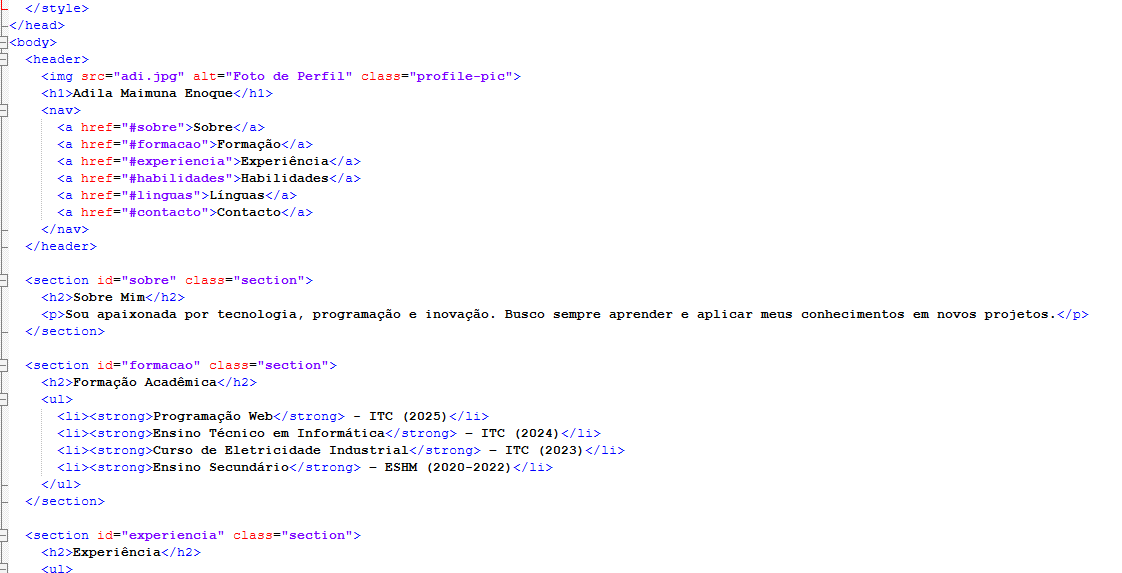 </style>
</head>
<body>
<header>
<img src="adi.jpg" alt="Foto de Perfil" class="profile-pic">
<h1>Adila Maimuna Enoque</h1>
<nav>
<a href="#sobre">Sobre</a>
<a href="#formacao">Formação</a>
<a href="#experiencia">Experiência</a>
<a href="#habilidades">Habilidades</a>
<a href="#linguas">Línguas</a>
<a href="#contacto">Contacto</a>
</nav>
</header>
<section id="sobre" class="section">
<h2>Sobre Mim</h2>
<p>Sou apaixonada por tecnologia, programação e inovação. Busco sempre aprender e aplicar meus conhecimentos em novos projetos.</p>
</section>
<section id="formacao" class="section">
<h2>Formação Acadêmica</h2>
<ul>
<li><strong>Programação Web</strong> – ITC (2025)</li>
<li><strong>Ensino Técnico em Informática</strong> – ITC (2024)</li>
<li><strong>Curso de Eletricidade Industrial</strong> – ITC (2023)</li>
<li><strong>Ensino Secundário</strong> – ESHM (2020-2022)</li>
</ul>
</section>
<section id="experiencia" class="section">
<h2>Experiência</h2>
<ul>